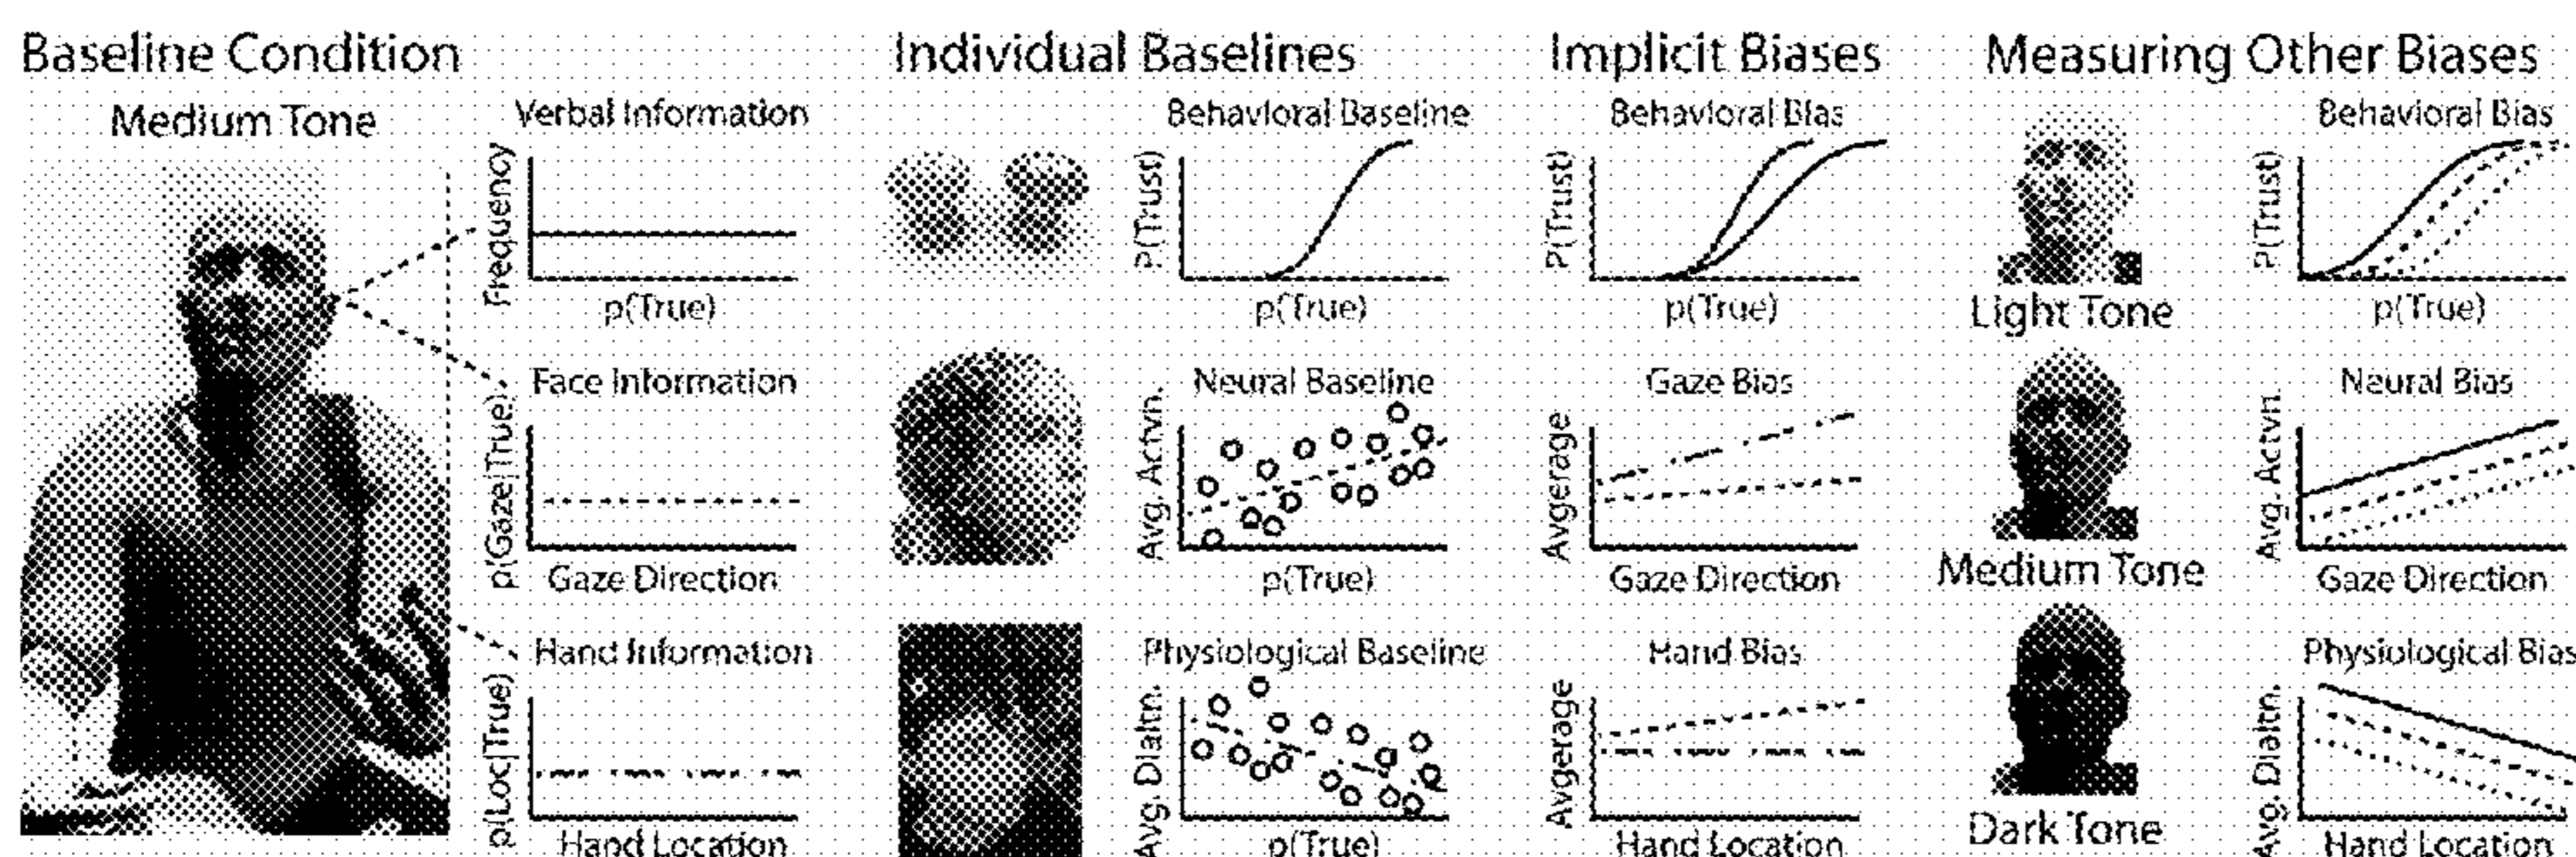 Baseline Condition
Individual Baselines
Implicit Biases
Measuring Other Biases
Medium Tone
Verbal Information
Frequency
p(True)
Face Information
p(Gaze|True)
Gaze Direction
Hand Information
p(Loc|True)
Hand Location
Behavioral Baseline
P(Trust)
p(True)
Neural Baseline
Avg. Actvn.
p(True)
Physiological Baseline
Avg. Dialtn.
p(True)
Behavioral Bias
P(Trust)
p(True)
Gaze Bias
Avgerage
Gaze Direction
Hand Bias
Avgerage
Hand Location
Light Tone
Medium Tone
Dark Tone
Behavioral Bias
P(Trust)
p(True)
Neural Bias
Avg. Actvn.
Gaze Direction
Physiological Bias
Avg. Dialtn.
Hand Location